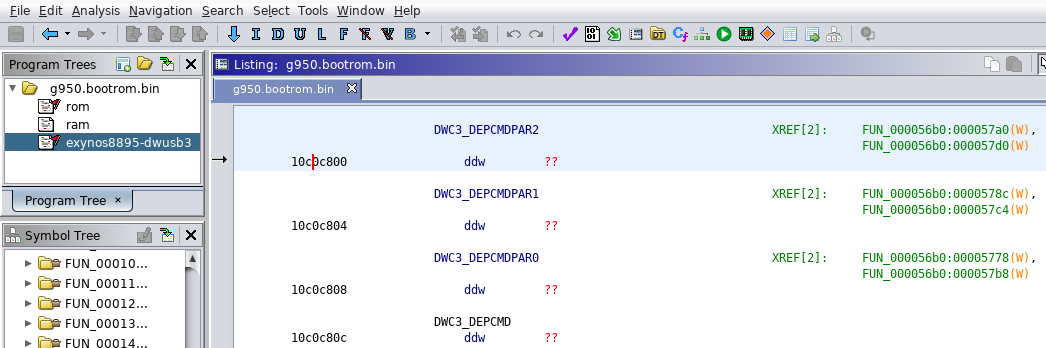 File Edit Analysis Navigation Search Select Tools Window Help
I D U L F R V B
Program Trees
g950.bootrom.bin
rom
ram
exynos8895-dwusb3
Program Tree ×
Symbol Tree
FUN_00010...
FUN_00011...
FUN_00012...
FUN_00013...
FUN_00014...
Listing: g950.bootrom.bin
g950.bootrom.bin
DWC3_DEPCMDPAR2 XREF[2]: FUN_000056b0:000057a0(W),
FUN_000056b0:000057d0(W)
10c0c800 ddw ??
DWC3_DEPCMDPAR1 XREF[2]: FUN_000056b0:0000578c(W),
FUN_000056b0:000057c4(W)
10c0c804 ddw ??
DWC3_DEPCMDPAR0 XREF[2]: FUN_000056b0:00005778(W),
FUN_000056b0:000057b8(W)
10c0c808 ddw ??
DWC3_DEPCMD
10c0c80c ddw ??